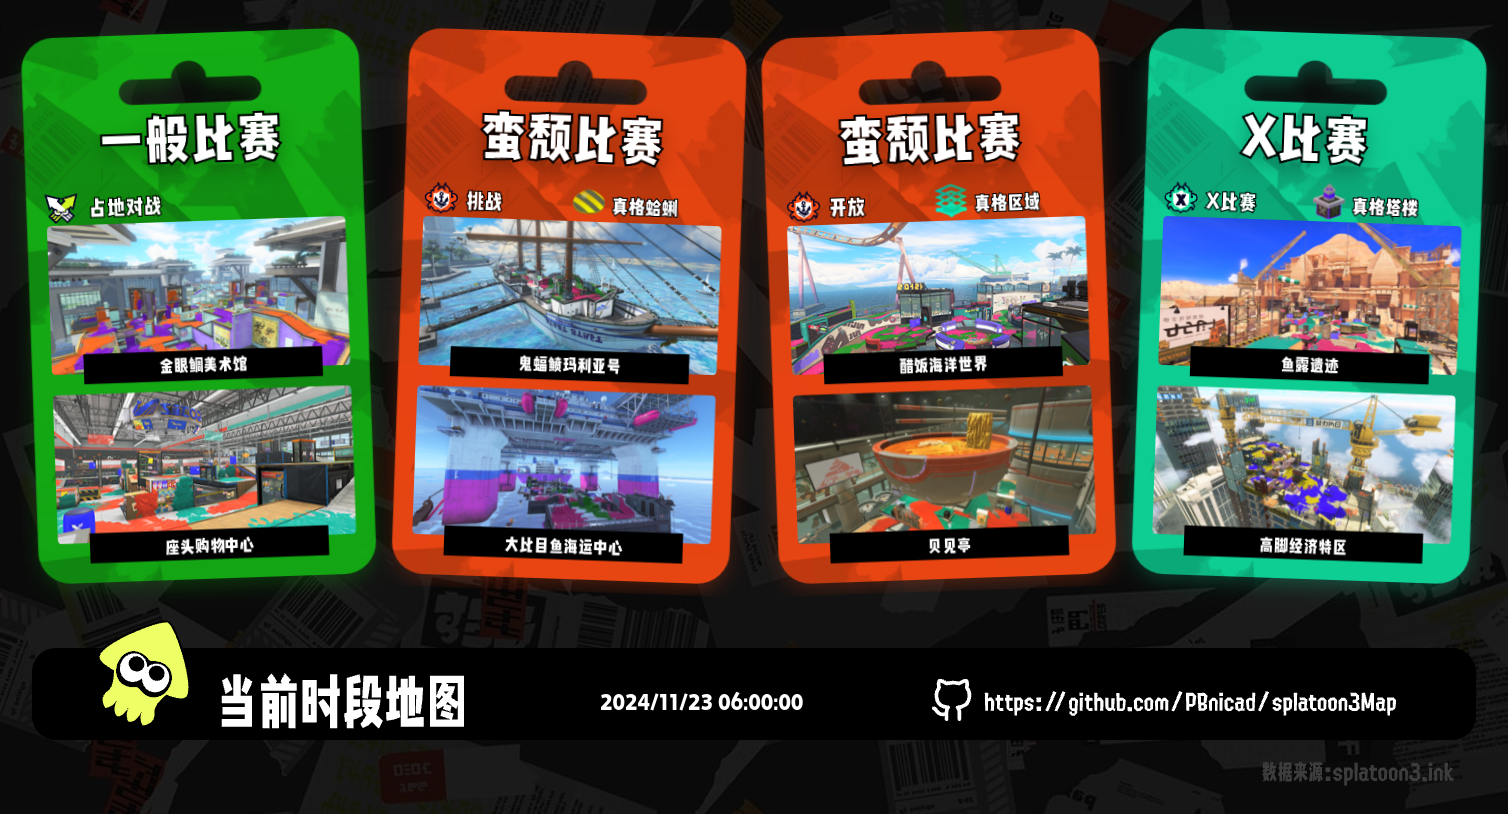 一般比赛
占地对战
金眼鲷美术馆
座头购物中心
蛮颓比赛
挑战
真格蛤蜊
鬼蝠鲼玛利亚号
大比目鱼海运中心
蛮颓比赛
开放
真格区域
醋饭海洋世界
贝见亭
X比赛
X比赛
真格塔楼
鱼露遗迹
高脚经济特区
当前时段地图
2024/11/23 06:00:00
https://github.com/PBnicad/splatoon3Map
数据来源:splatoon3.ink